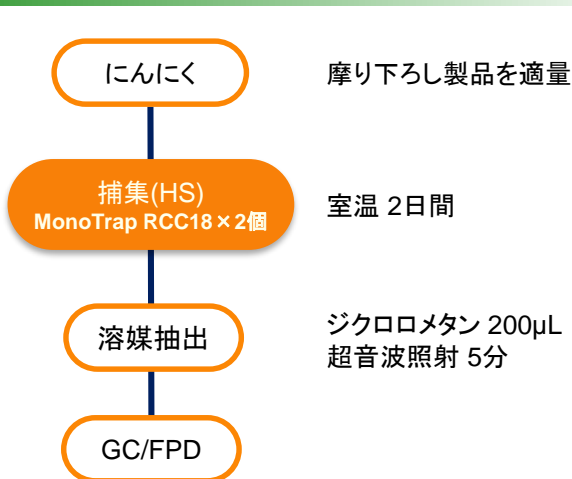 にんにく
摩り下ろし製品を適量
捕集(HS)
MonoTrap RCC18×2個
室温 2日間
溶媒抽出
ジクロロメタン 200μL
超音波照射 5分
GC/FPD